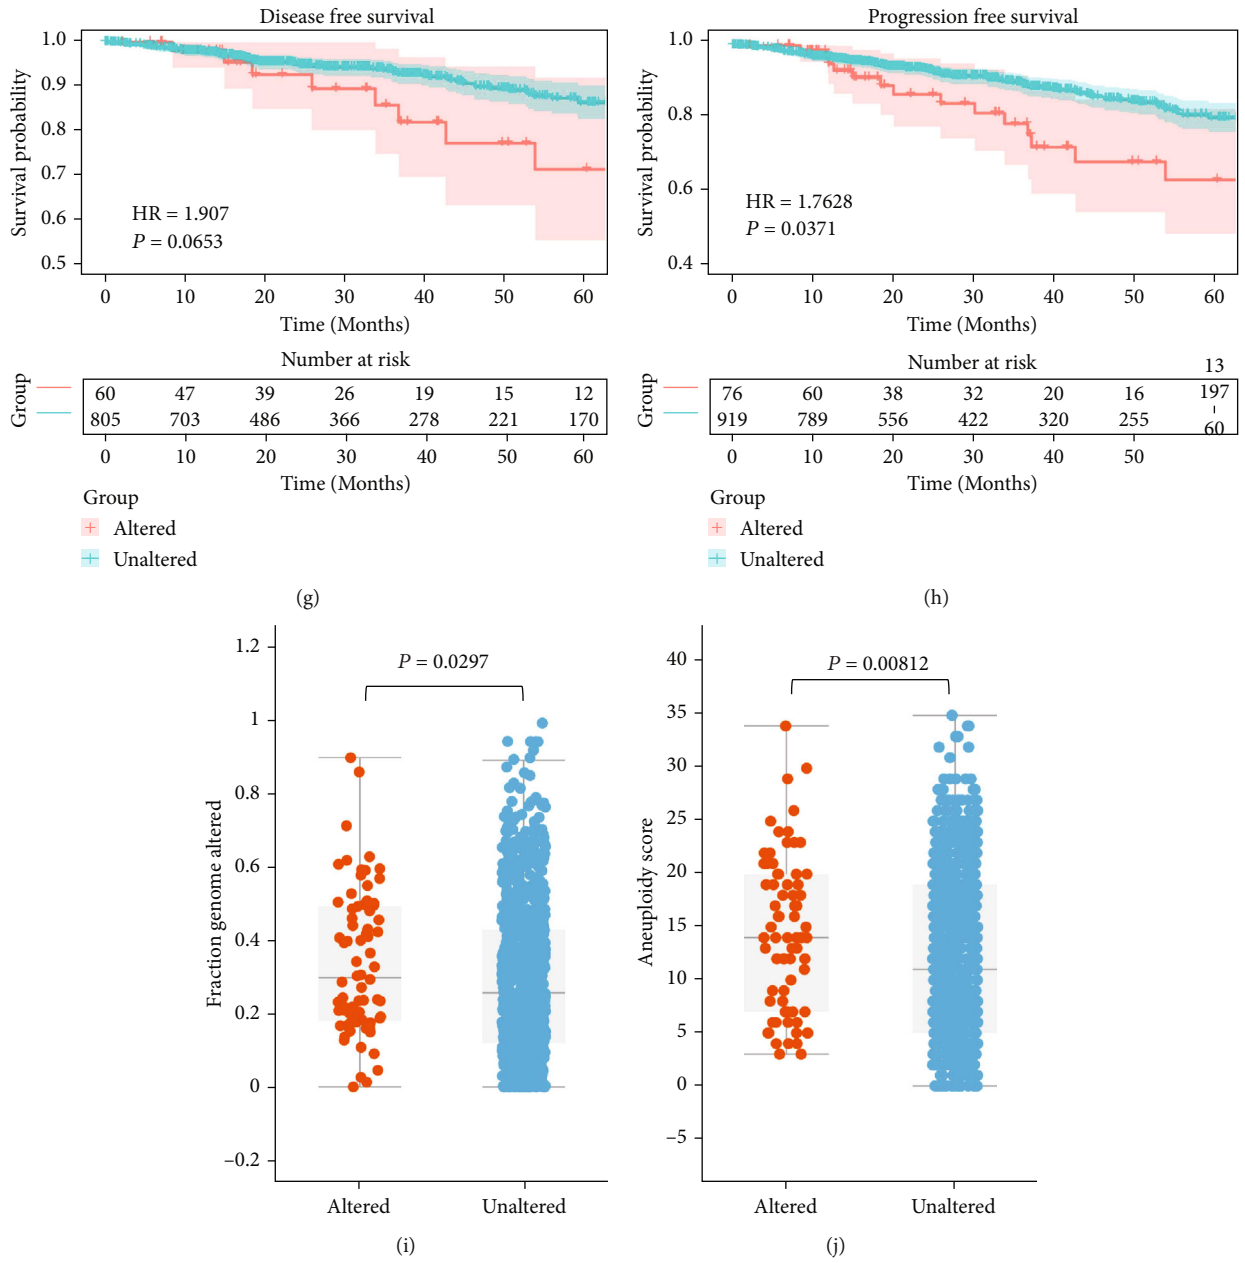 Disease free survival
Survival probability
1.0
0.9
0.8
0.7
0.6
0.5
HR = 1.907
P = 0.0653
0 10 20 30 40 50 60
Time (Months)
Number at risk
Group
60 47 39 26 19 15 12
805 703 486 366 278 221 170
0 10 20 30 40 50 60
Time (Months)
Group
Altered
Unaltered
(g)
Progression free survival
Survival probability
1.0
0.8
0.6
0.4
HR = 1.7628
P = 0.0371
0 10 20 30 40 50 60
Time (Months)
Number at risk
Group
76 60 38 32 20 16 13
919 789 556 422 320 255 197
0 10 20 30 40 50 60
Time (Months)
Group
Altered
Unaltered
(h)
Fraction genome altered
1.2
1
0.8
0.6
0.4
0.2
0
–0.2
P = 0.0297
Altered Unaltered
(i)
Aneuploidy score
40
35
30
25
20
15
10
5
0
–5
P = 0.00812
Altered Unaltered
(j)